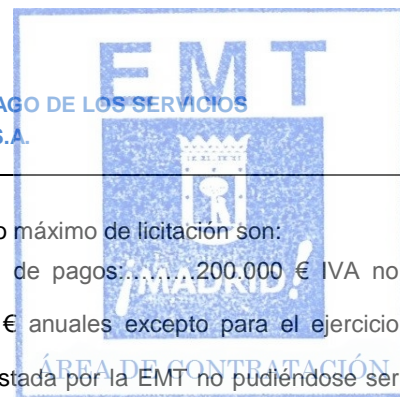 EMT
AGO DE LOS SERVICIOS
S.A.
o máximo de licitación son:
de pagos:.........200.000 € IVA no
¡MADRID!
€ anuales excepto para el ejercicio
ÁREA DE CONTRATACIÓN
stada por la EMT no pudiéndose ser